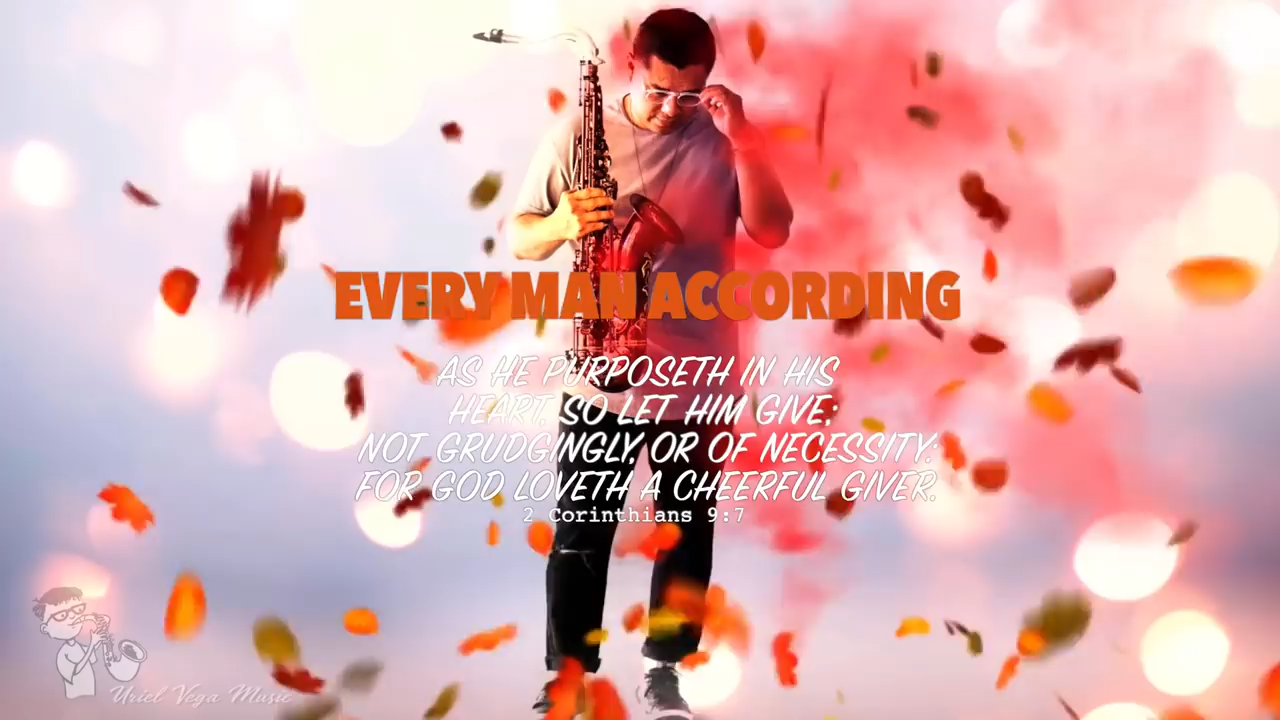 EVERY MAN ACCORDING
AS HE PURPOSETH IN HIS
HEART, SO LET HIM GIVE;
NOT GRUDGINGLY, OR OF NECESSITY:
FOR GOD LOVETH A CHEERFUL GIVER.
2 Corinthians 9:7
Uriel Vega Music